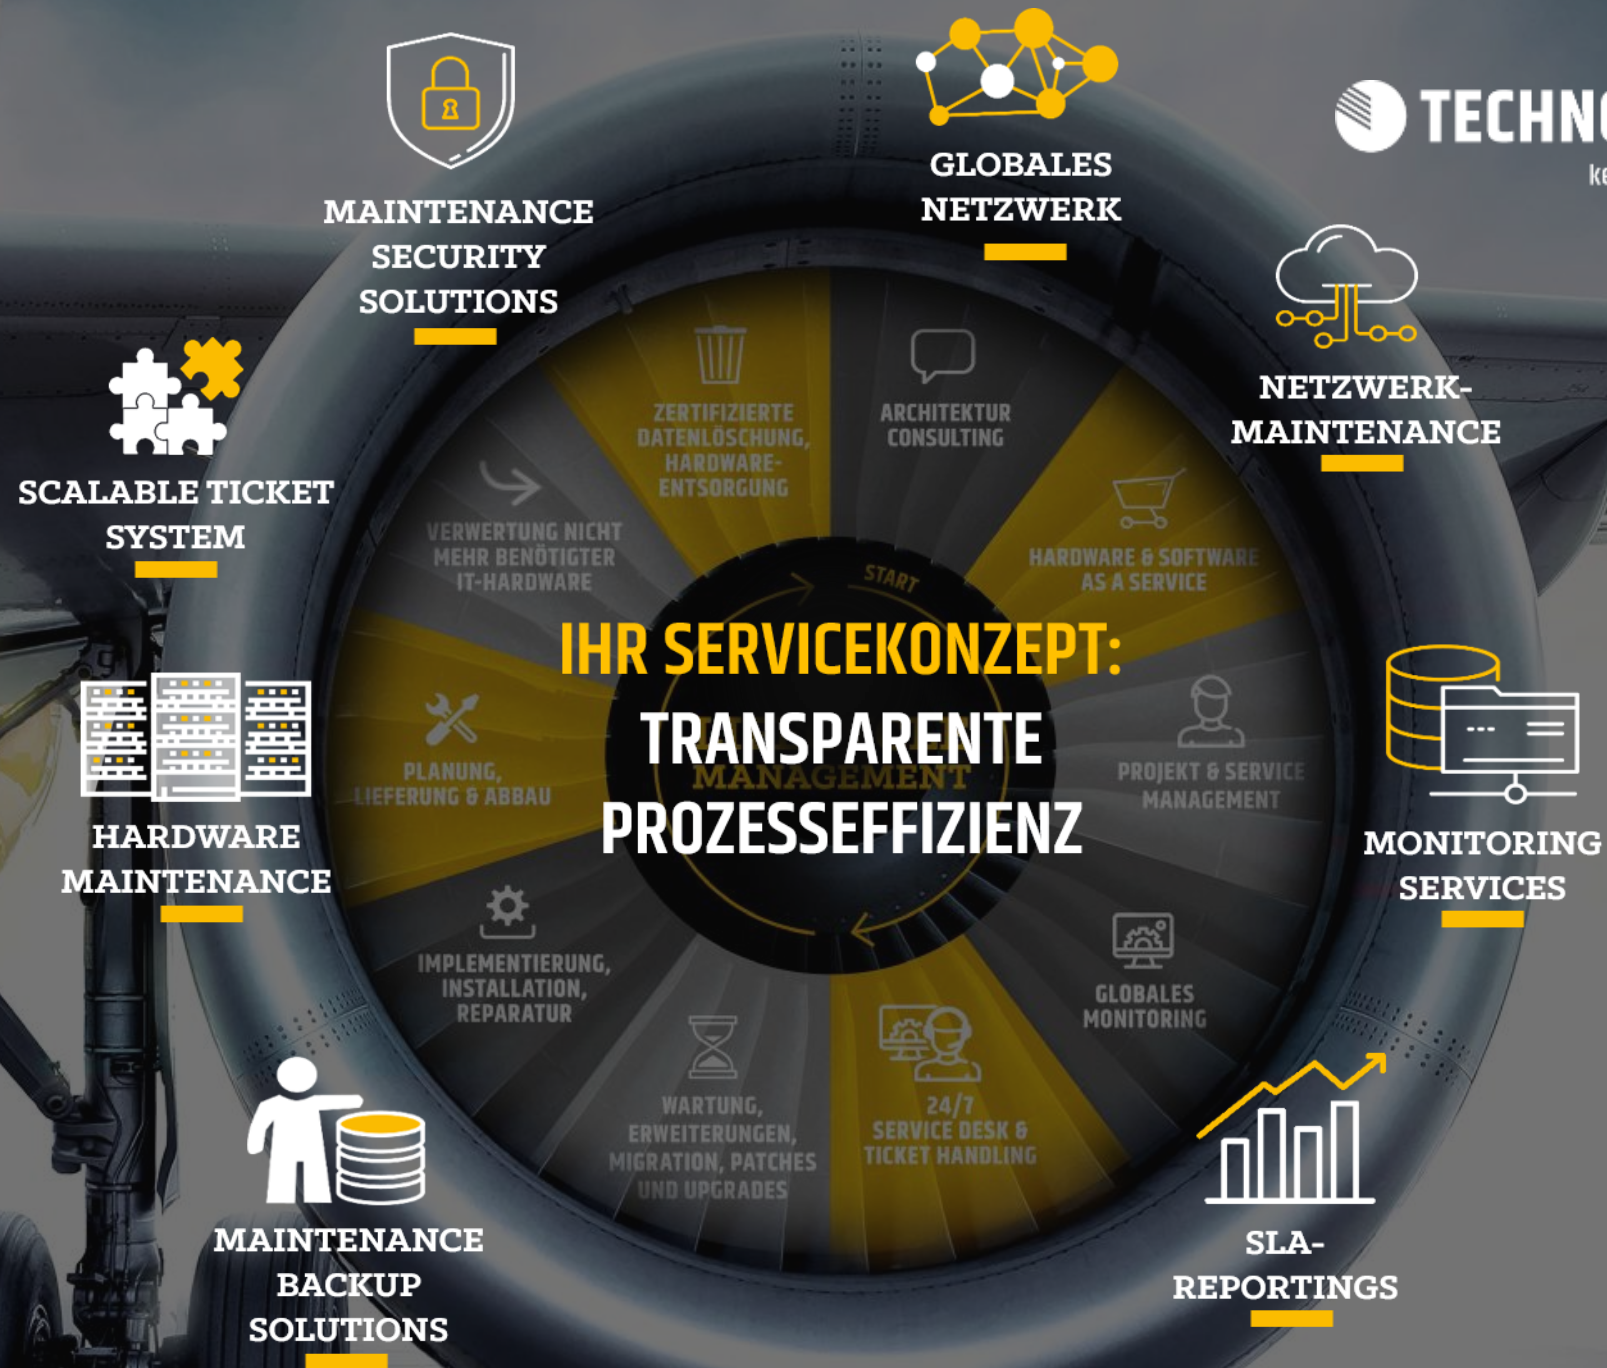 GLOBALES
NETZWERK
TECHNO
ke
MAINTENANCE
SECURITY
SOLUTIONS
NETZWERK-
MAINTENANCE
SCALABLE TICKET
SYSTEM
ZERTIFIZIERTE
DATENLÖSCHUNG,
HARDWARE-
ENTSORGUNG
ARCHITEKTUR
CONSULTING
VERWERTUNG NICHT
MEHR BENÖTIGTER
IT-HARDWARE
HARDWARE & SOFTWARE
AS A SERVICE
START
IHR SERVICEKONZEPT:
TRANSPARENTE
MANAGEMENT
PROZESSEFFIZIENZ
PLANUNG,
LIEFERUNG & ABBAU
PROJEKT & SERVICE
MANAGEMENT
HARDWARE
MAINTENANCE
MONITORING
SERVICES
IMPLEMENTIERUNG,
INSTALLATION,
REPARATUR
GLOBALES
MONITORING
WARTUNG,
ERWEITERUNGEN,
MIGRATION, PATCHES
UND UPGRADES
24/7
SERVICE DESK &
TICKET HANDLING
MAINTENANCE
BACKUP
SOLUTIONS
SLA-
REPORTINGS